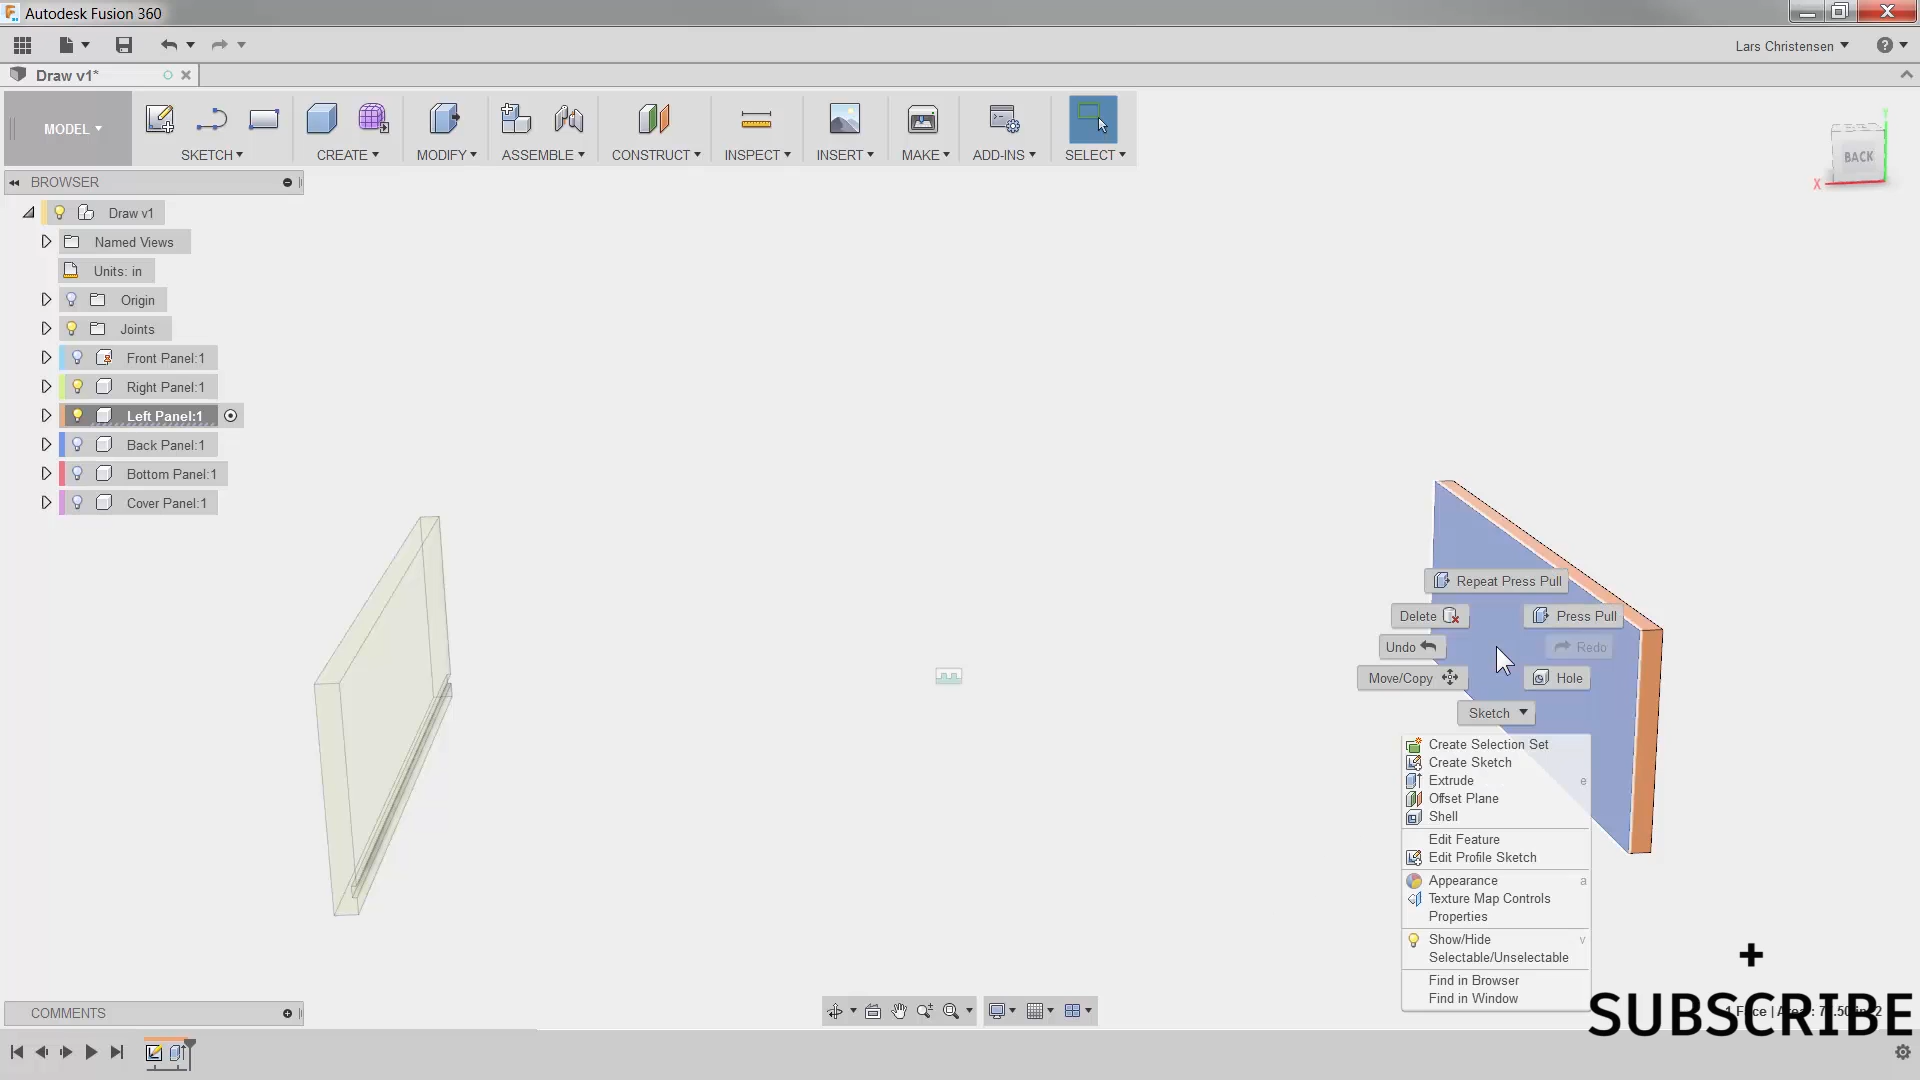 Autodesk Fusion 360
Lars Christensen
Draw v1*
MODEL
SKETCH
CREATE
MODIFY
ASSEMBLE
CONSTRUCT
INSPECT
INSERT
MAKE
ADD-INS
SELECT
BACK
X
BROWSER
Draw v1
Named Views
Units: in
Origin
Joints
Front Panel:1
Right Panel:1
Left Panel:1
Back Panel:1
Bottom Panel:1
Cover Panel:1
Repeat Press Pull
Delete
Press Pull
Undo
Redo
Move/Copy
Hole
Sketch
Create Selection Set
Create Sketch
Extrude e
Offset Plane
Shell
Edit Feature
Edit Profile Sketch
Appearance a
Texture Map Controls
Properties
Show/Hide v
Selectable/Unselectable
Find in Browser
Find in Window
+
SUBSCRIBE
COMMENTS